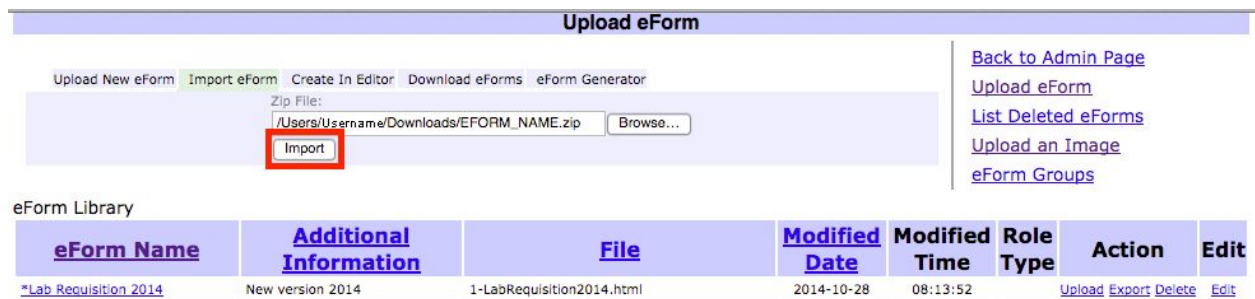 Upload eForm
Upload New eForm Import eForm Create In Editor Download eForms eForm Generator
Zip File:
/Users/Username/Downloads/EFORM_NAME.zip Browse...
Import
Back to Admin Page
Upload eForm
List Deleted eForms
Upload an Image
eForm Groups
eForm Library
eForm Name Additional Information File Modified Date Modified Time Role Type Action Edit
*Lab Requisition 2014 New version 2014 1-LabRequisition2014.html 2014-10-28 08:13:52 Upload Export Delete Edit